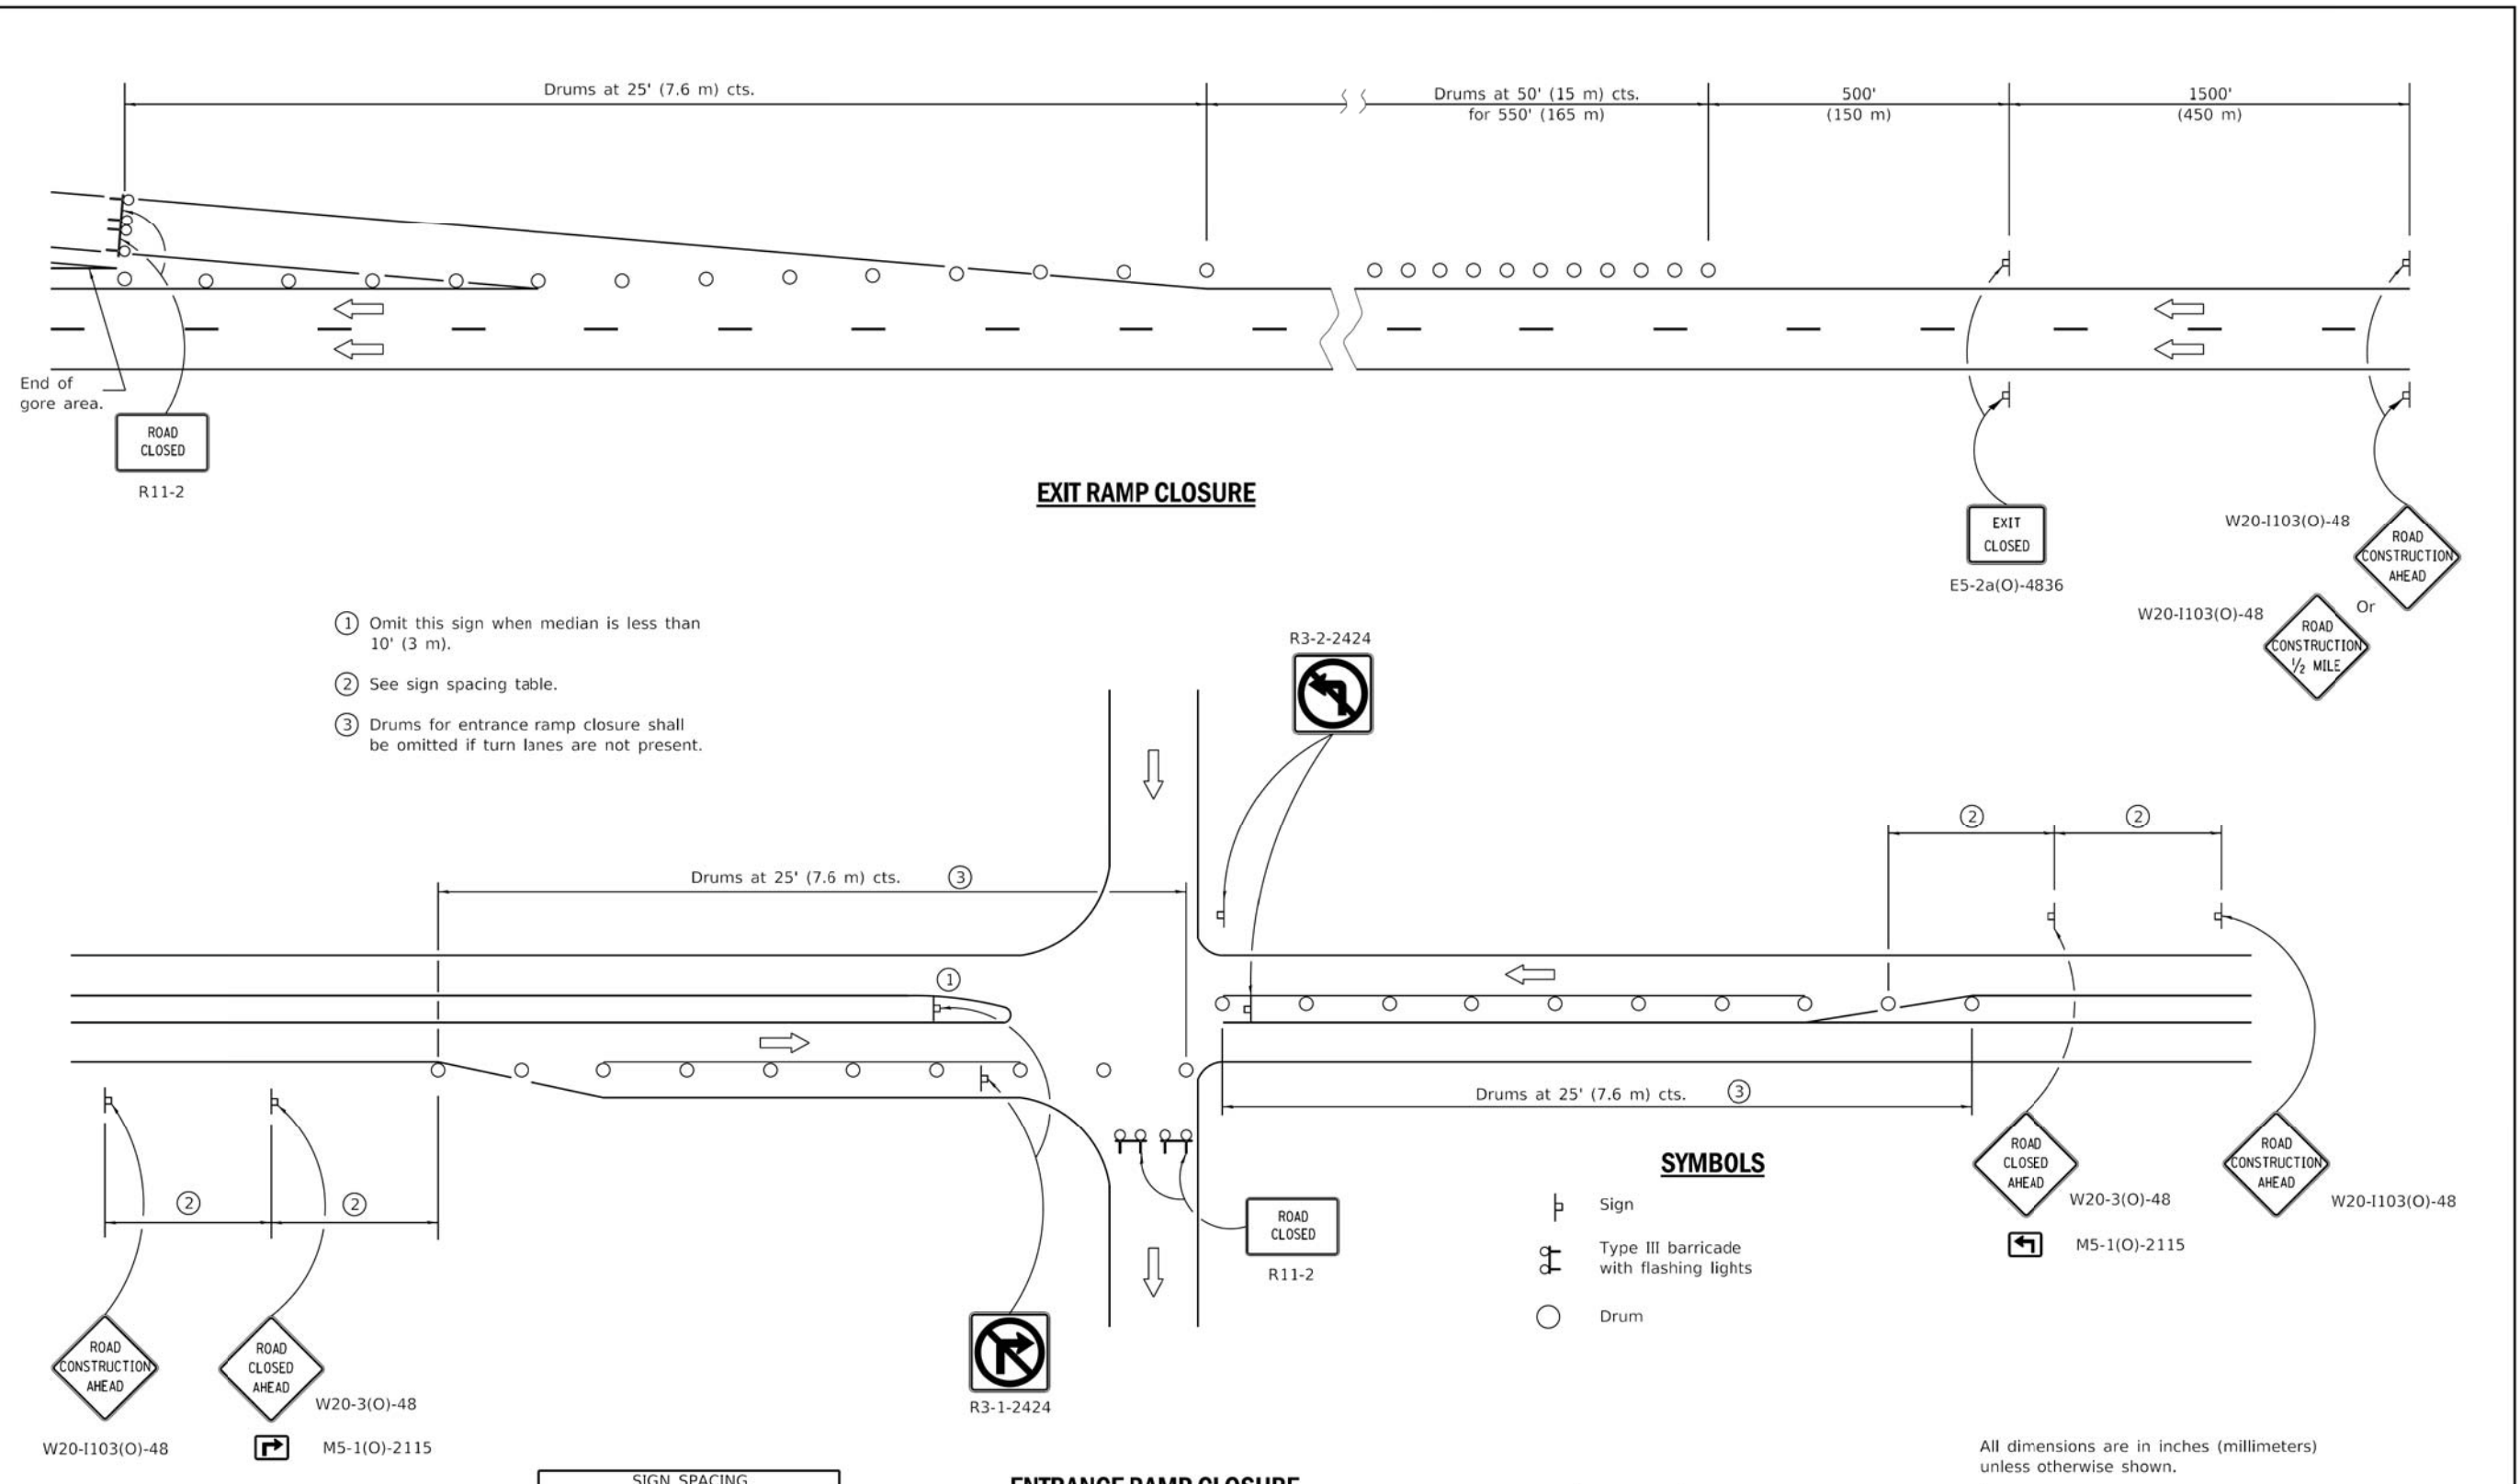 Drums at 25' (7.6 m) cts.
Drums at 50' (15 m) cts.
for 550' (165 m)
500'
(150 m)
1500'
(450 m)
End of
gore area.
ROAD
CLOSED
R11-2
EXIT RAMP CLOSURE
EXIT
CLOSED
E5-2a(O)-4836
W20-I103(O)-48
ROAD
CONSTRUCTION
AHEAD
Or
W20-I103(O)-48
ROAD
CONSTRUCTION
1/2 MILE
1 Omit this sign when median is less than
10' (3 m).
2 See sign spacing table.
3 Drums for entrance ramp closure shall
be omitted if turn lanes are not present.
R3-2-2424
2
2
Drums at 25' (7.6 m) cts. 3
1
Drums at 25' (7.6 m) cts. 3
2
2
ROAD
CLOSED
R11-2
SYMBOLS
Sign
Type III barricade
with flashing lights
Drum
ROAD
CLOSED
AHEAD
W20-3(O)-48
M5-1(O)-2115
ROAD
CONSTRUCTION
AHEAD
W20-I103(O)-48
ROAD
CONSTRUCTION
AHEAD
W20-I103(O)-48
ROAD
CLOSED
AHEAD
W20-3(O)-48
M5-1(O)-2115
R3-1-2424
All dimensions are in inches (millimeters)
unless otherwise shown.
SIGN SPACING
ENTRANCE RAMP CLOSURE